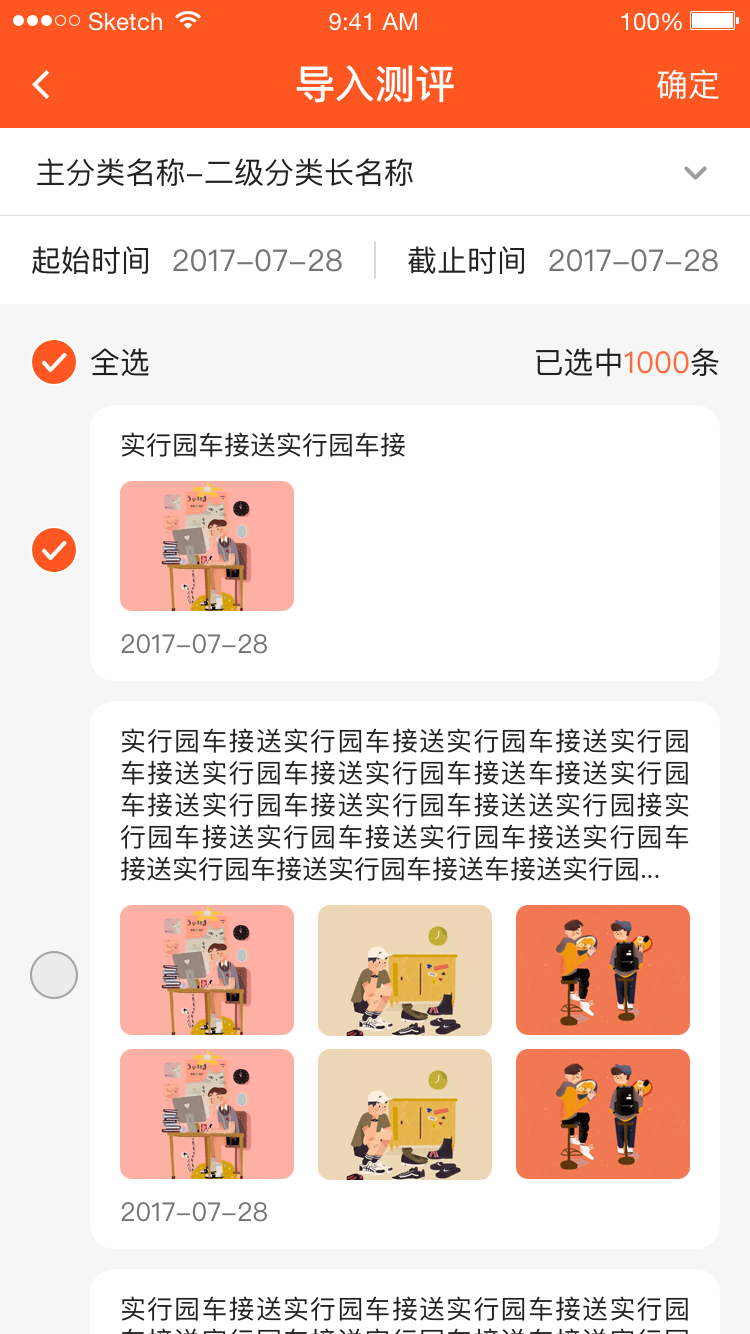 Sketch 9:41 AM 100%
导入测评 确定
主分类名称–二级分类长名称
起始时间 2017–07–28 截止时间 2017–07–28
全选 已选中1000条
实行园车接送实行园车接
2017–07–28
实行园车接送实行园车接送实行园车接送实行园
车接送实行园车接送实行园车接送车接送实行园
车接送实行园车接送实行园车接送送实行园接实
行园车接送实行园车接送实行园车接送实行园车
接送实行园车接送实行园车接送车接送实行园...
2017–07–28
实行园车接送实行园车接送实行园车接送实行园